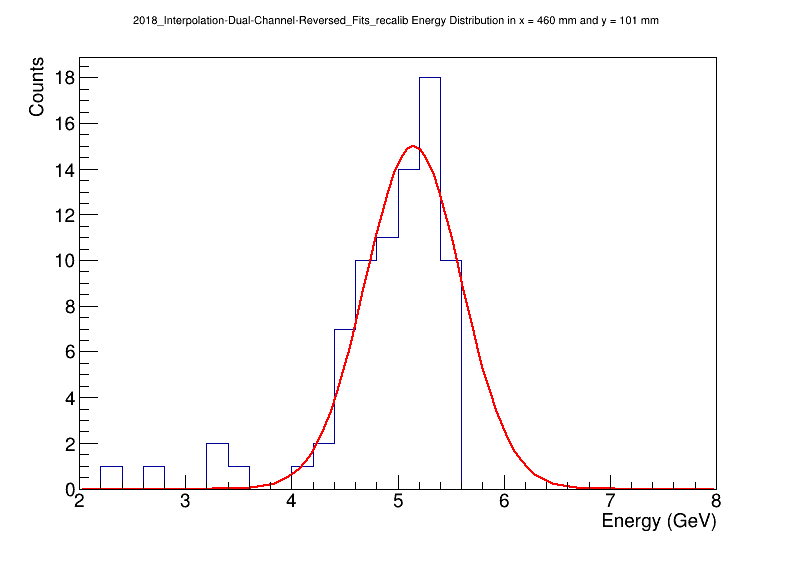 2018_Interpolation-Dual-Channel-Reversed_Fits_recalib Energy Distribution in x = 460 mm and y = 101 mm
Counts
18
16
14
12
10
8
6
4
2
0
2 3 4 5 6 7 8
Energy (GeV)